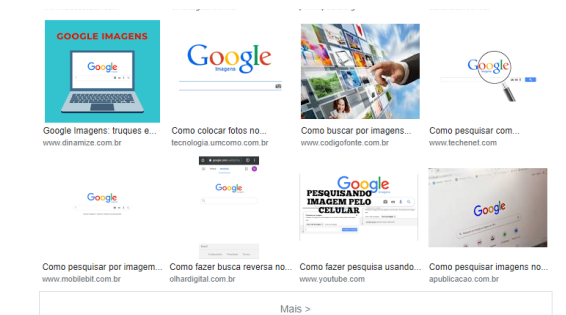 GOOGLE IMAGENS
Google
Google
Imagens
Google
Google Imagens: truques e...
Como colocar fotos no...
Como buscar por imagens...
Como pesquisar com...
www.dinamize.com.br
tecnologia.umcomo.com.br
www.codigofonte.com.br
www.techenet.com
Google
Google
Google
PESQUISANDO
IMAGEM PELO
CELULAR
Google
Como pesquisar por imagem...
Como fazer busca reversa no...
Como fazer pesquisa usando...
Como pesquisar imagens no...
www.mobilebit.com.br
olhardigital.com.br
www.youtube.com
apublicacao.com.br
Mais >